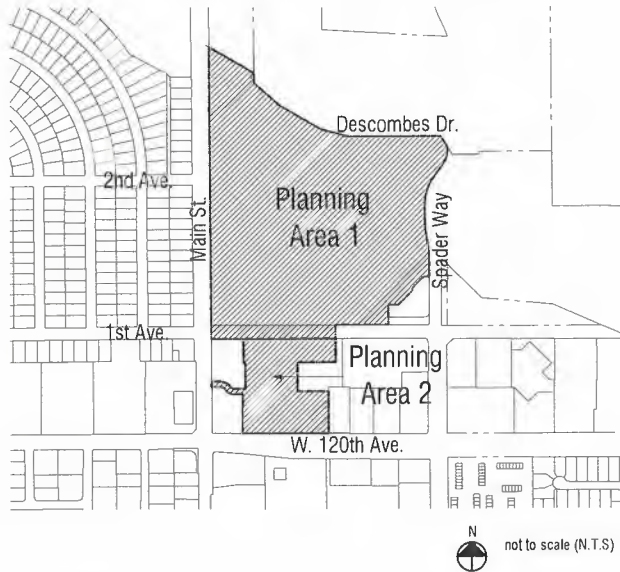 Descombes Dr.
2nd Ave.
Main St.
Planning
Area 1
Spader Way
1st Ave.
Planning
Area 2
W. 120th Ave.
N
not to scale (N.T.S)